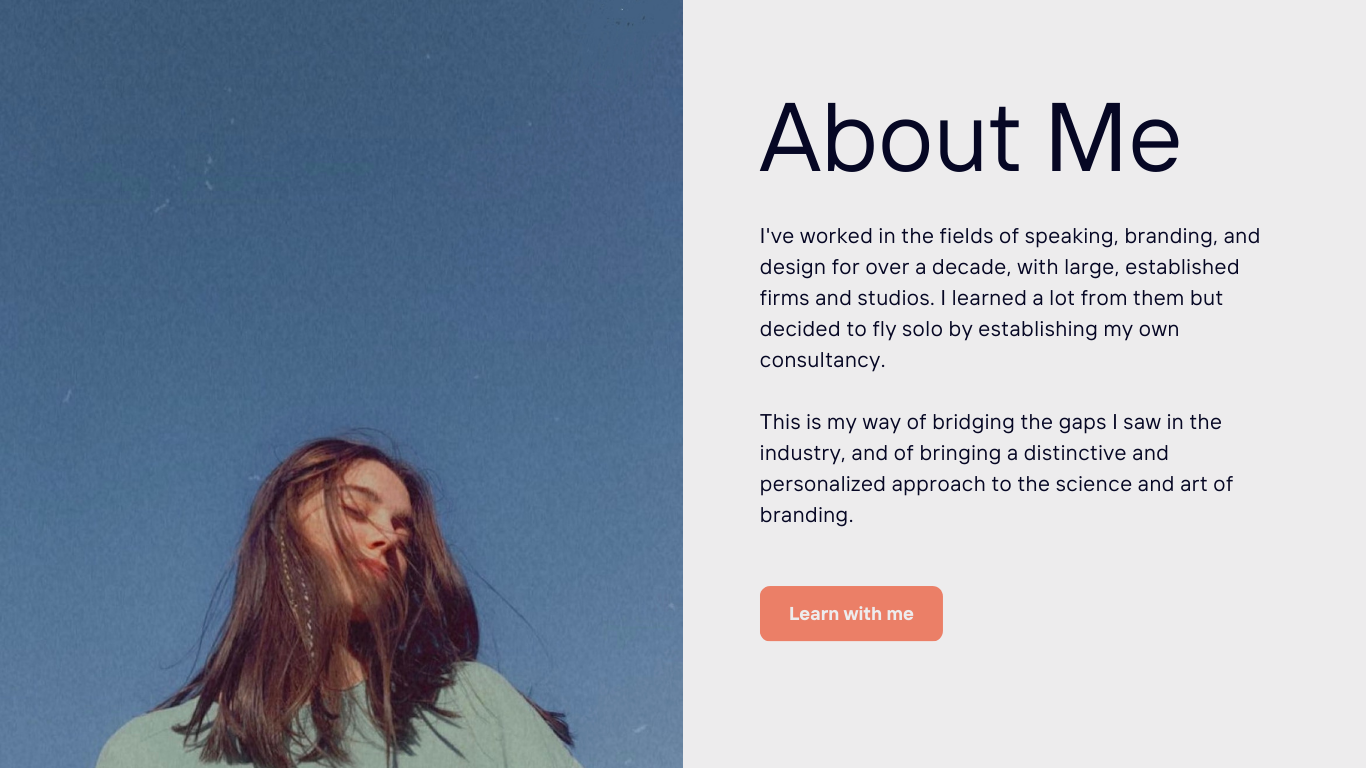 About Me
I've worked in the fields of speaking, branding, and
design for over a decade, with large, established
firms and studios. I learned a lot from them but
decided to fly solo by establishing my own
consultancy.
This is my way of bridging the gaps I saw in the
industry, and of bringing a distinctive and
personalized approach to the science and art of
branding.
Learn with me